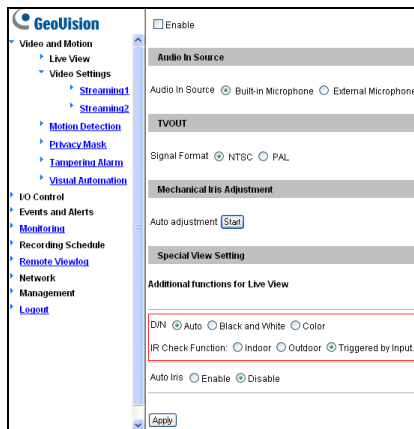 GeoVision
Video and Motion
Live View
Video Settings
Streaming1
Streaming2
Motion Detection
Privacy Mask
Tampering Alarm
Visual Automation
I/O Control
Events and Alerts
Monitoring
Recording Schedule
Remote Viewlog
Network
Management
Logout
Enable
Audio In Source
Audio In Source Built-in Microphone External Microphone
TVOUT
Signal Format NTSC PAL
Mechanical Iris Adjustment
Auto adjustment Start
Special View Setting
Additional functions for Live View
D/N Auto Black and White Color
IR Check Function: Indoor Outdoor Triggered by Input.
Auto Iris Enable Disable
Apply